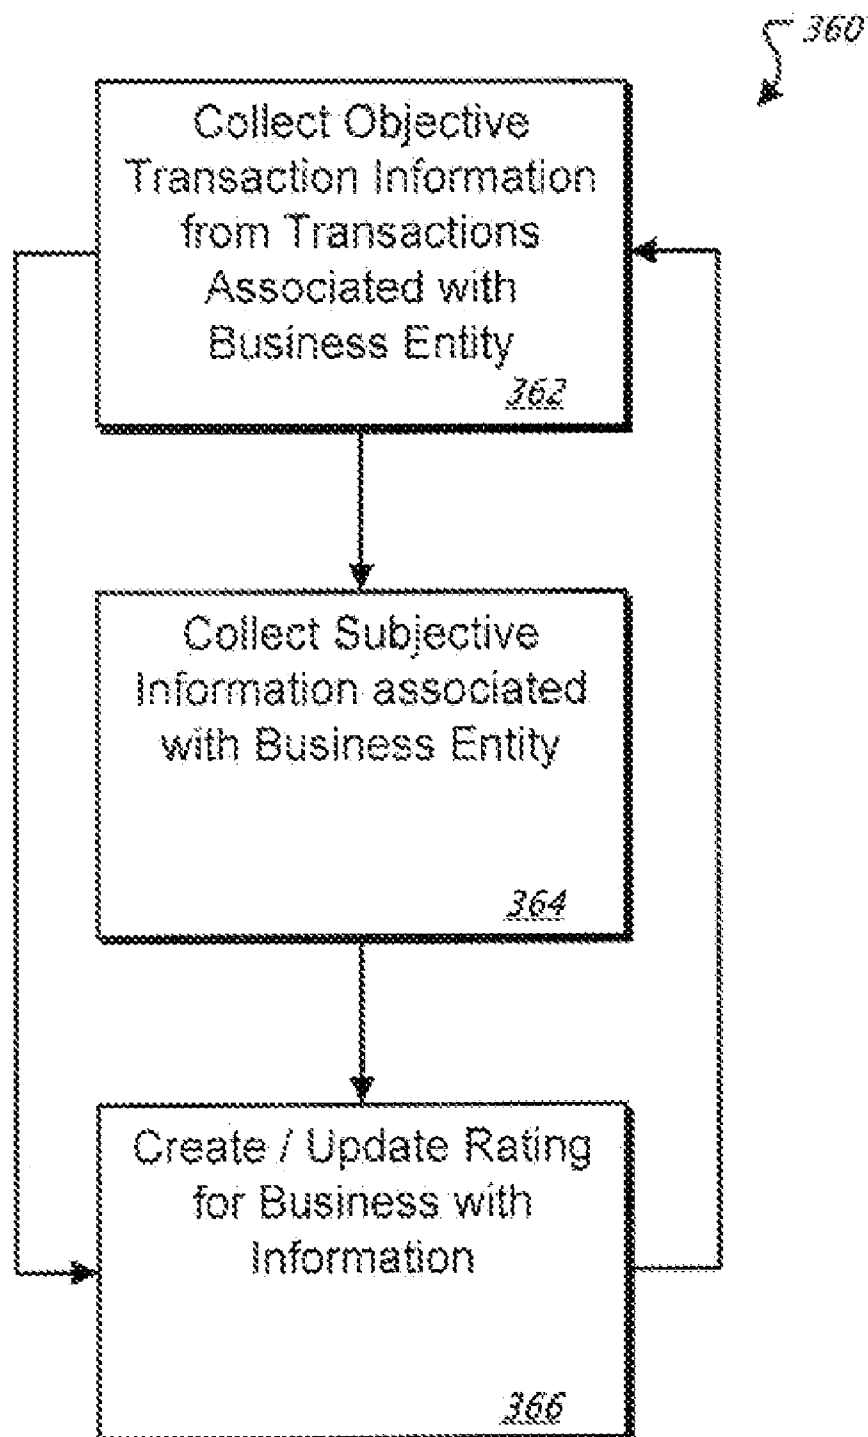 360
Collect Objective
Transaction Information
from Transactions
Associated with
Business Entity
362
Collect Subjective
Information associated
with Business Entity
364
Create / Update Rating
for Business with
Information
366